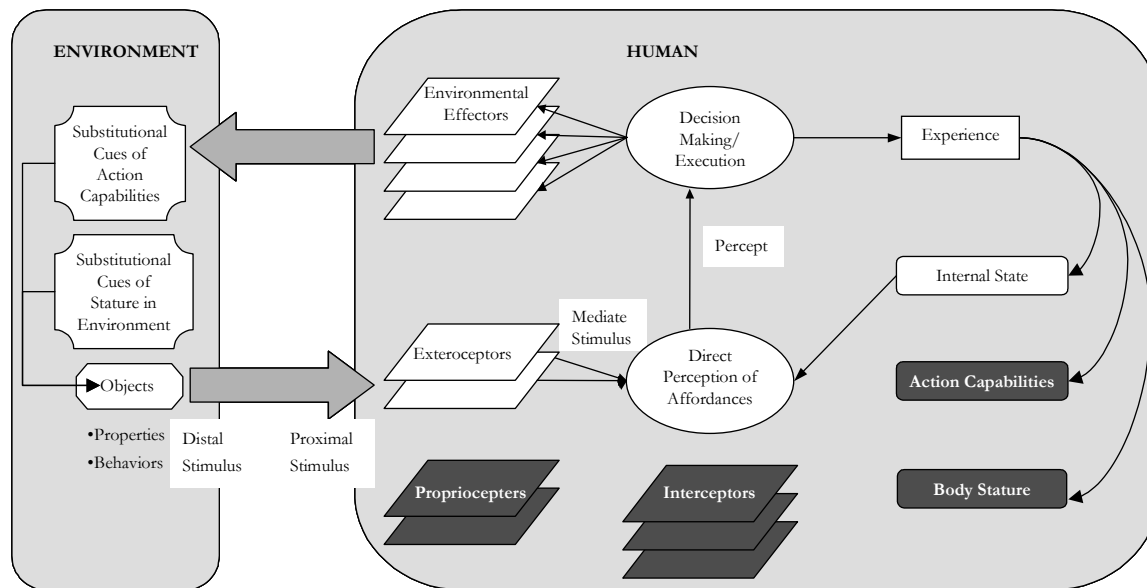 ENVIRONMENT
Substitutional
Cues of
Action
Capabilities
Substitutional
Cues of
Stature in
Environment
Objects
•Properties
•Behaviors
Distal
Stimulus
Proximal
Stimulus
HUMAN
Environmental
Effectors
Decision
Making/
Execution
Experience
Percept
Internal State
Mediate
Stimulus
Exteroceptors
Direct
Perception of
Affordances
Action Capabilities
Propriocepters
Interceptors
Body Stature